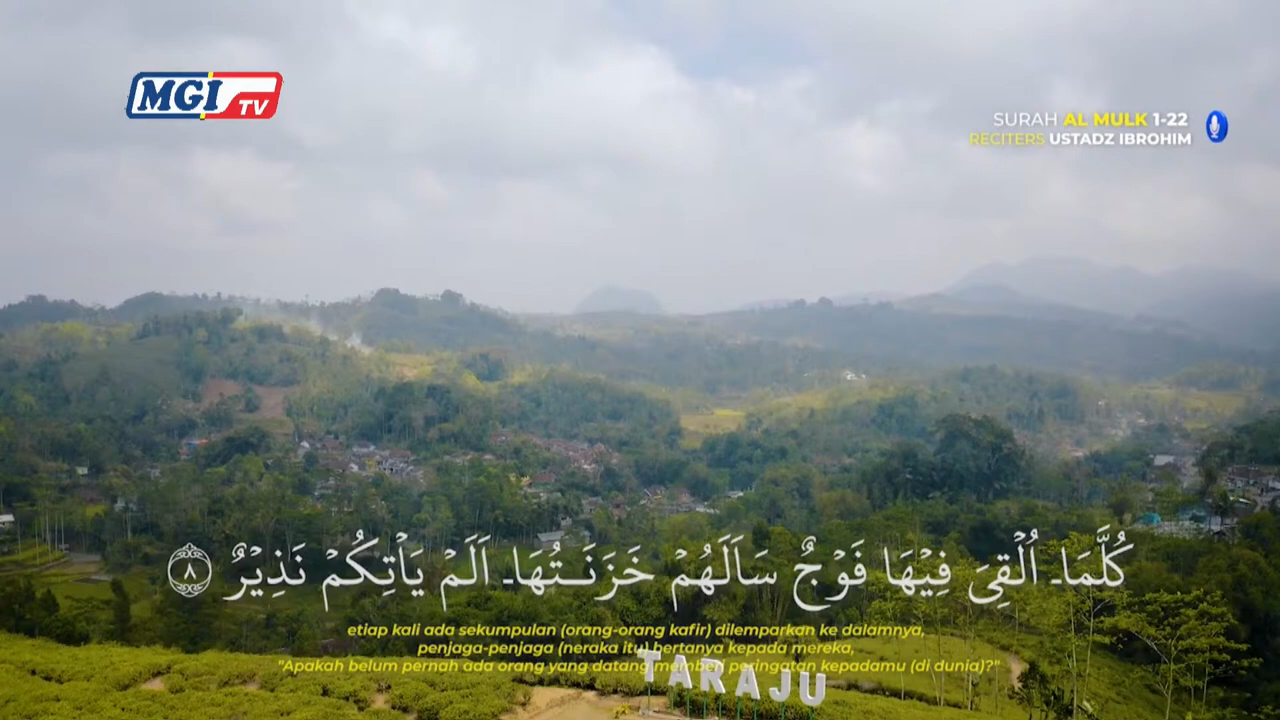 MGI TV
SURAH AL MULK 1-22
RECITERS USTADZ IBROHIM
كُلَّمَاۤ اُلْقِيَ فِيْهَا فَوْجٌ سَاَلَهُمْ خَزَنَـتُهَاۤ اَلَمْ يَأْتِكُمْ نَذِيْرٌ ٨
etiap kali ada sekumpulan (orang-orang kafir) dilemparkan ke dalamnya,
penjaga-penjaga (neraka itu) bertanya kepada mereka,
"Apakah belum pernah ada orang yang datang memberi peringatan kepadamu (di dunia)?"
TARAJU